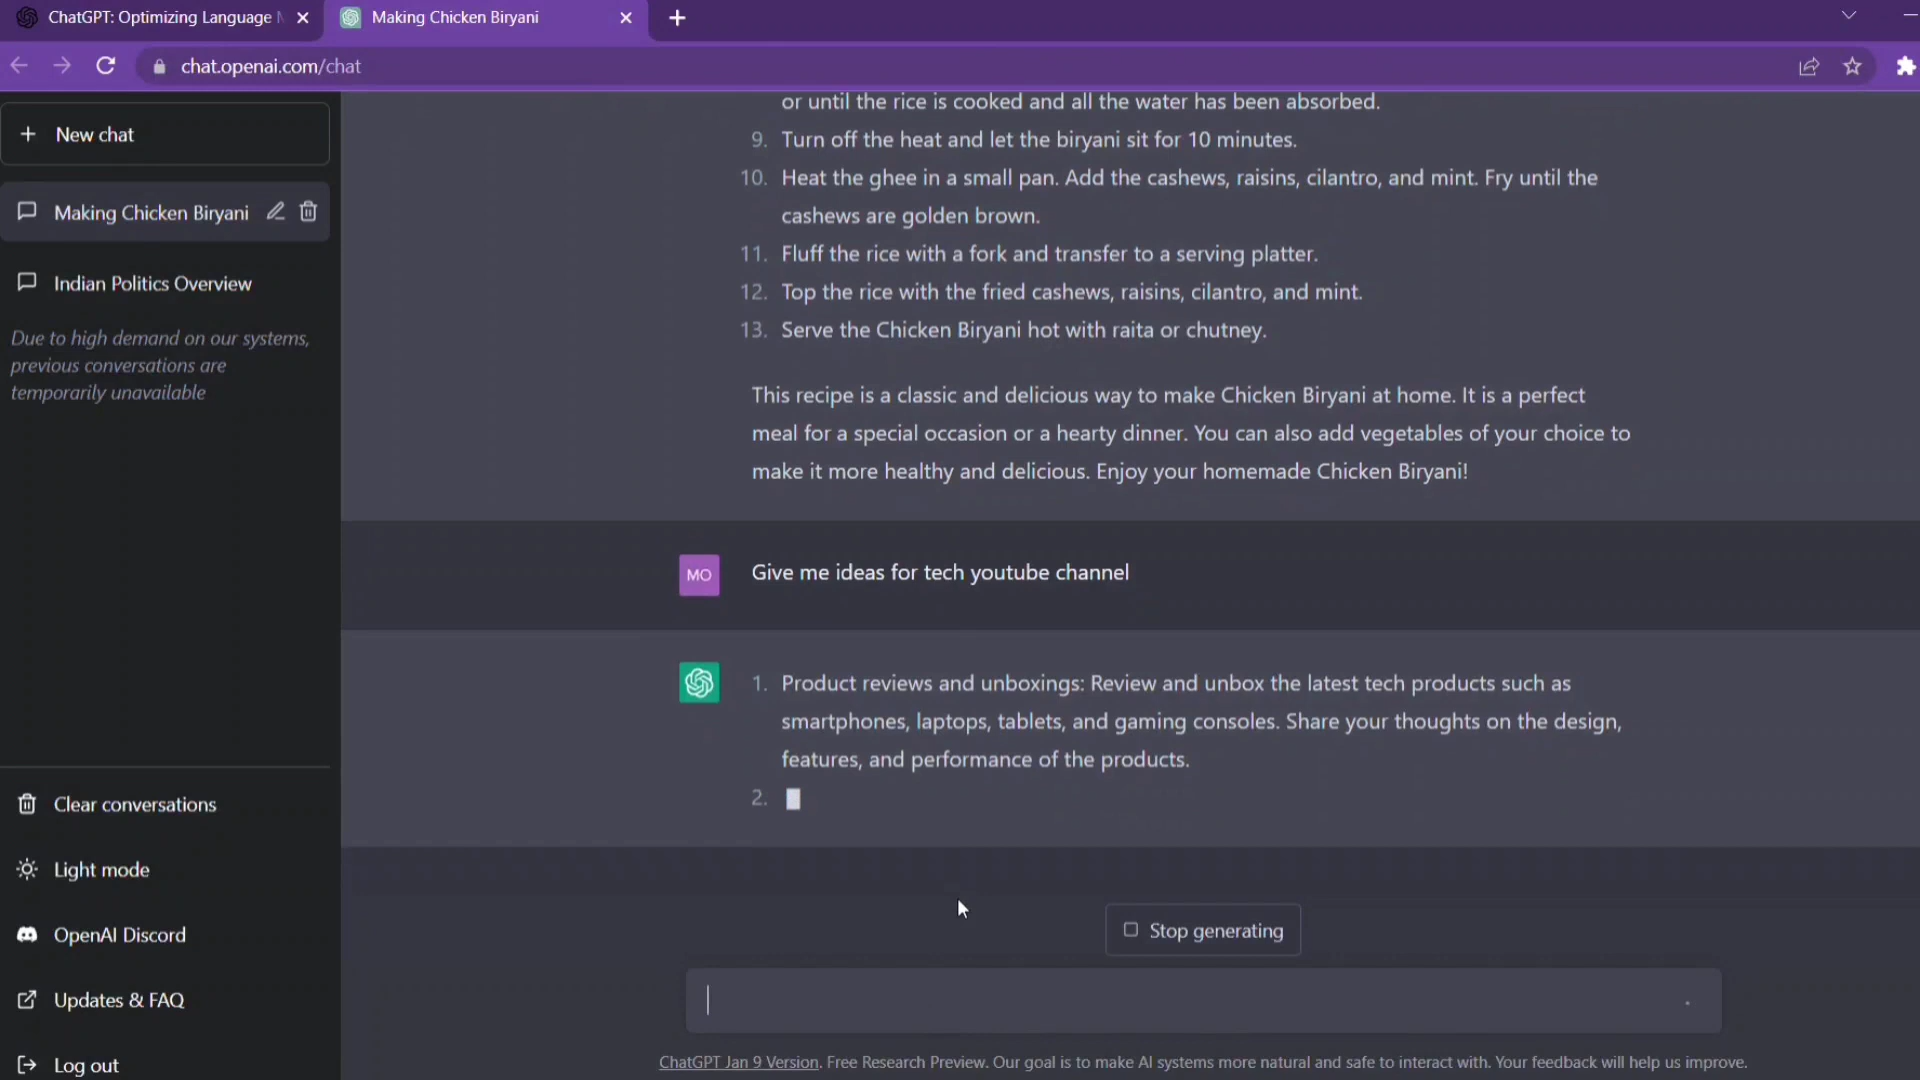 ChatGPT: Optimizing Language
Making Chicken Biryani
chat.openai.com/chat
New chat
Making Chicken Biryani
Indian Politics Overview
Due to high demand on our systems,
previous conversations are
temporarily unavailable
Clear conversations
Light mode
OpenAI Discord
Updates & FAQ
Log out
or until the rice is cooked and all the water has been absorbed.
9. Turn off the heat and let the biryani sit for 10 minutes.
10. Heat the ghee in a small pan. Add the cashews, raisins, cilantro, and mint. Fry until the
cashews are golden brown.
11. Fluff the rice with a fork and transfer to a serving platter.
12. Top the rice with the fried cashews, raisins, cilantro, and mint.
13. Serve the Chicken Biryani hot with raita or chutney.
This recipe is a classic and delicious way to make Chicken Biryani at home. It is a perfect
meal for a special occasion or a hearty dinner. You can also add vegetables of your choice to
make it more healthy and delicious. Enjoy your homemade Chicken Biryani!
MO
Give me ideas for tech youtube channel
1. Product reviews and unboxings: Review and unbox the latest tech products such as
smartphones, laptops, tablets, and gaming consoles. Share your thoughts on the design,
features, and performance of the products.
2.
Stop generating
ChatGPT Jan 9 Version. Free Research Preview. Our goal is to make AI systems more natural and safe to interact with. Your feedback will help us improve.